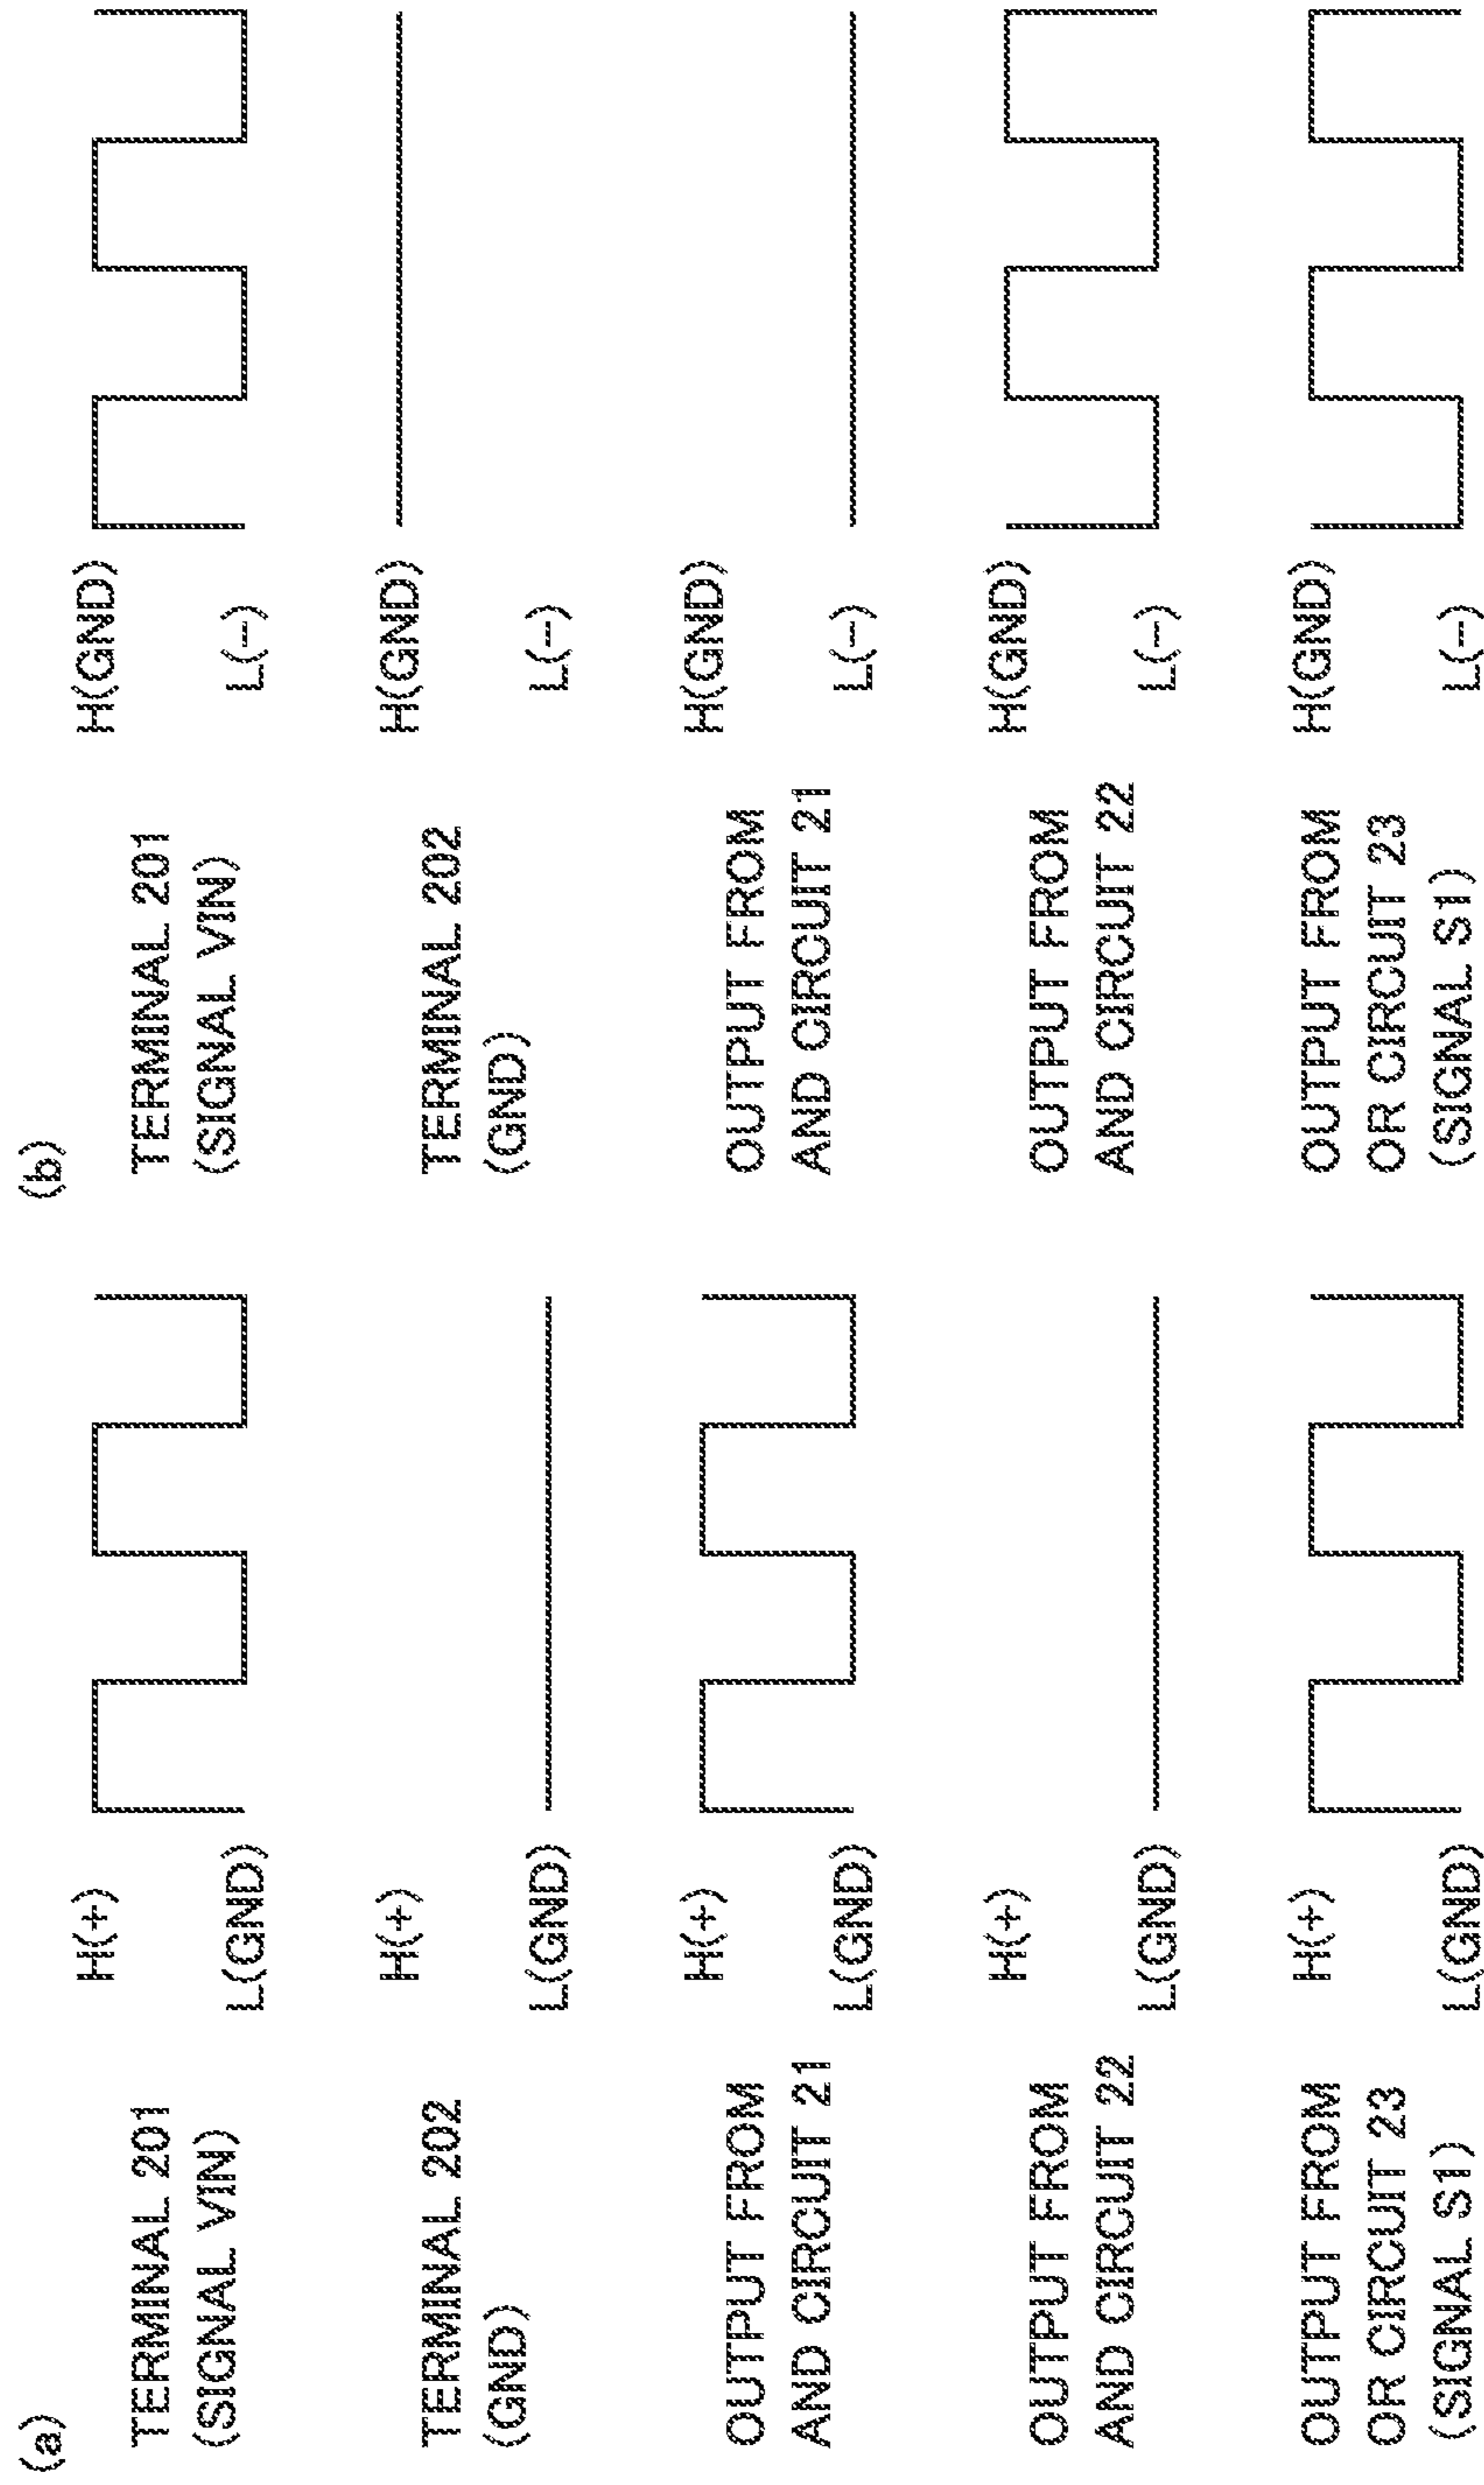 (a)
TERMINAL 201
(SIGNAL VIN)
H(+)
L(GND)
TERMINAL 202
(GND)
H(+)
L(GND)
OUTPUT FROM
AND CIRCUIT 21
H(+)
L(GND)
OUTPUT FROM
AND CIRCUIT 22
H(+)
L(GND)
OUTPUT FROM
OR CIRCUIT 23
(SIGNAL S1)
H(+)
L(GND)
(b)
TERMINAL 201
(SIGNAL VIN)
H(GND)
L(-)
TERMINAL 202
(GND)
H(GND)
L(-)
OUTPUT FROM
AND CIRCUIT 21
H(GND)
L(-)
OUTPUT FROM
AND CIRCUIT 22
H(GND)
L(-)
OUTPUT FROM
OR CIRCUIT 23
(SIGNAL S1)
H(GND)
L(-)